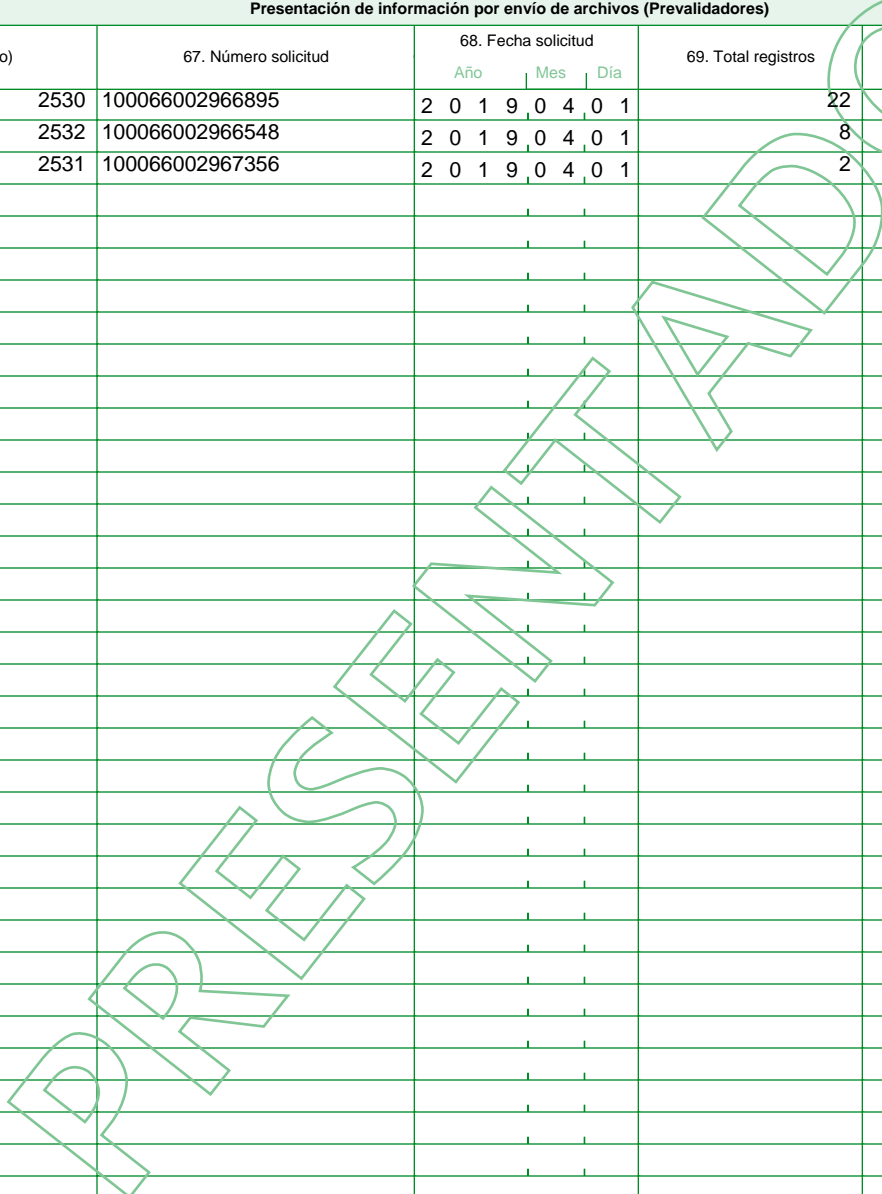 Presentación de información por envío de archivos (Prevalidadores)
o) 67. Número solicitud 68. Fecha solicitud 69. Total registros
Año Mes Día
2530 100066002966895 2 0 1 9 0 4 0 1 22
2532 100066002966548 2 0 1 9 0 4 0 1 8
2531 100066002967356 2 0 1 9 0 4 0 1 2
PRESENTADO